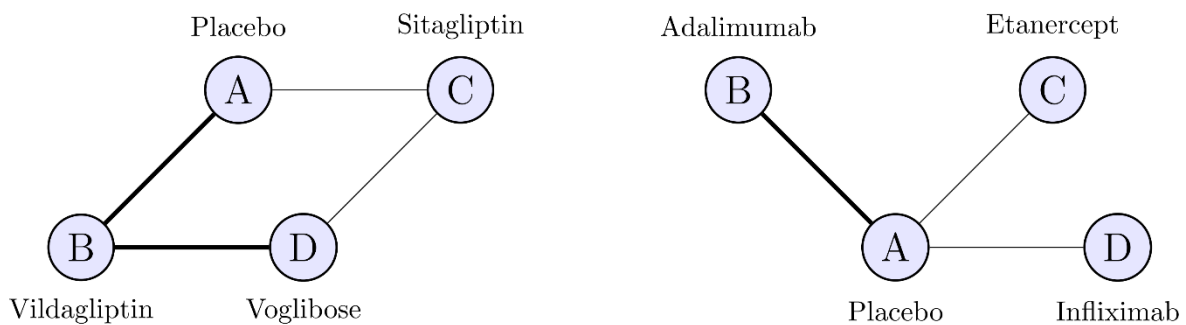 Placebo
Sitagliptin
A
C
B
D
Vildagliptin
Voglibose
Adalimumab
Etanercept
B
C
A
D
Placebo
Infliximab